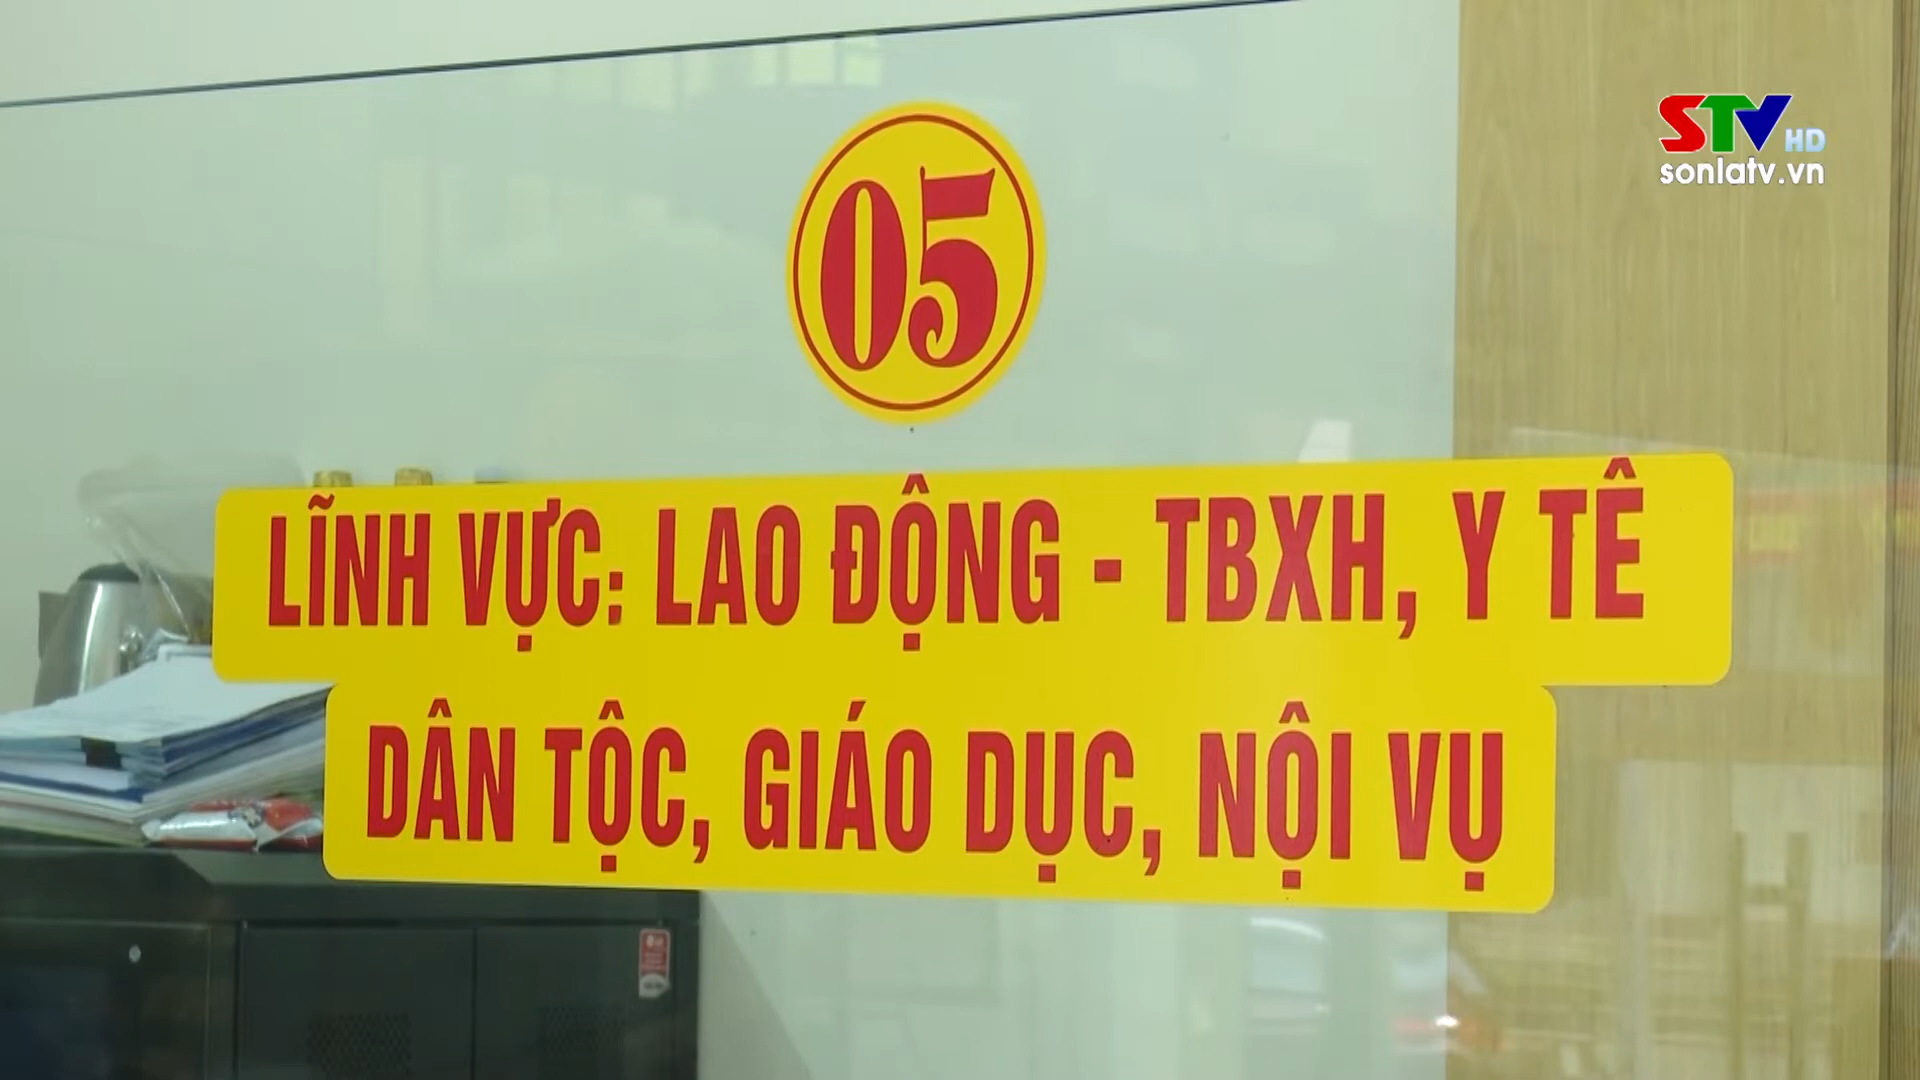 STV HD
sonlatv.vn
05
LĨNH VỰC: LAO ĐỘNG - TBXH, Y TẾ
DÂN TỘC, GIÁO DỤC, NỘI VỤ